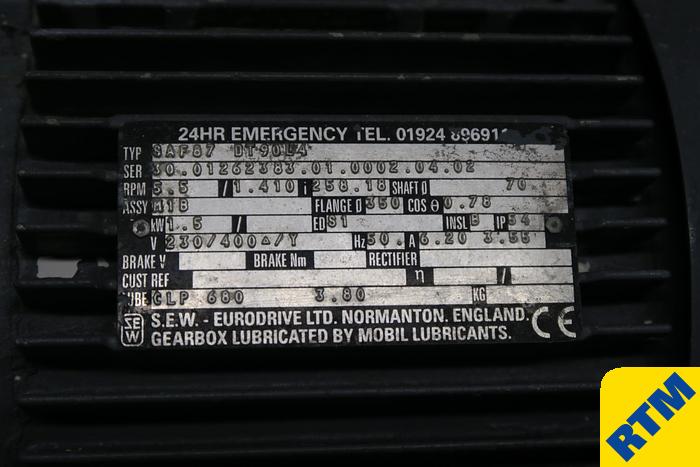 24HR EMERGENCY TEL. 01924 896911
TYP SAF87 DT90L4
SER 30.01262383.01.0002.04.02
RPM 5.5 / 1.410 i 258.18 SHAFT Ø 70
ASSY M1B FLANGE Ø 350 COS θ 0.78
kW 1.5 / ED S1 INSL B IP 54
V 230/400△/Y Hz 50. A 6.20 3.55
BRAKE V BRAKE Nm RECTIFIER
CUST REF η /
LUBE CLP 680 3.80 KG
SEW S.E.W. - EURODRIVE LTD. NORMANTON. ENGLAND. CE
GEARBOX LUBRICATED BY MOBIL LUBRICANTS.
RTM